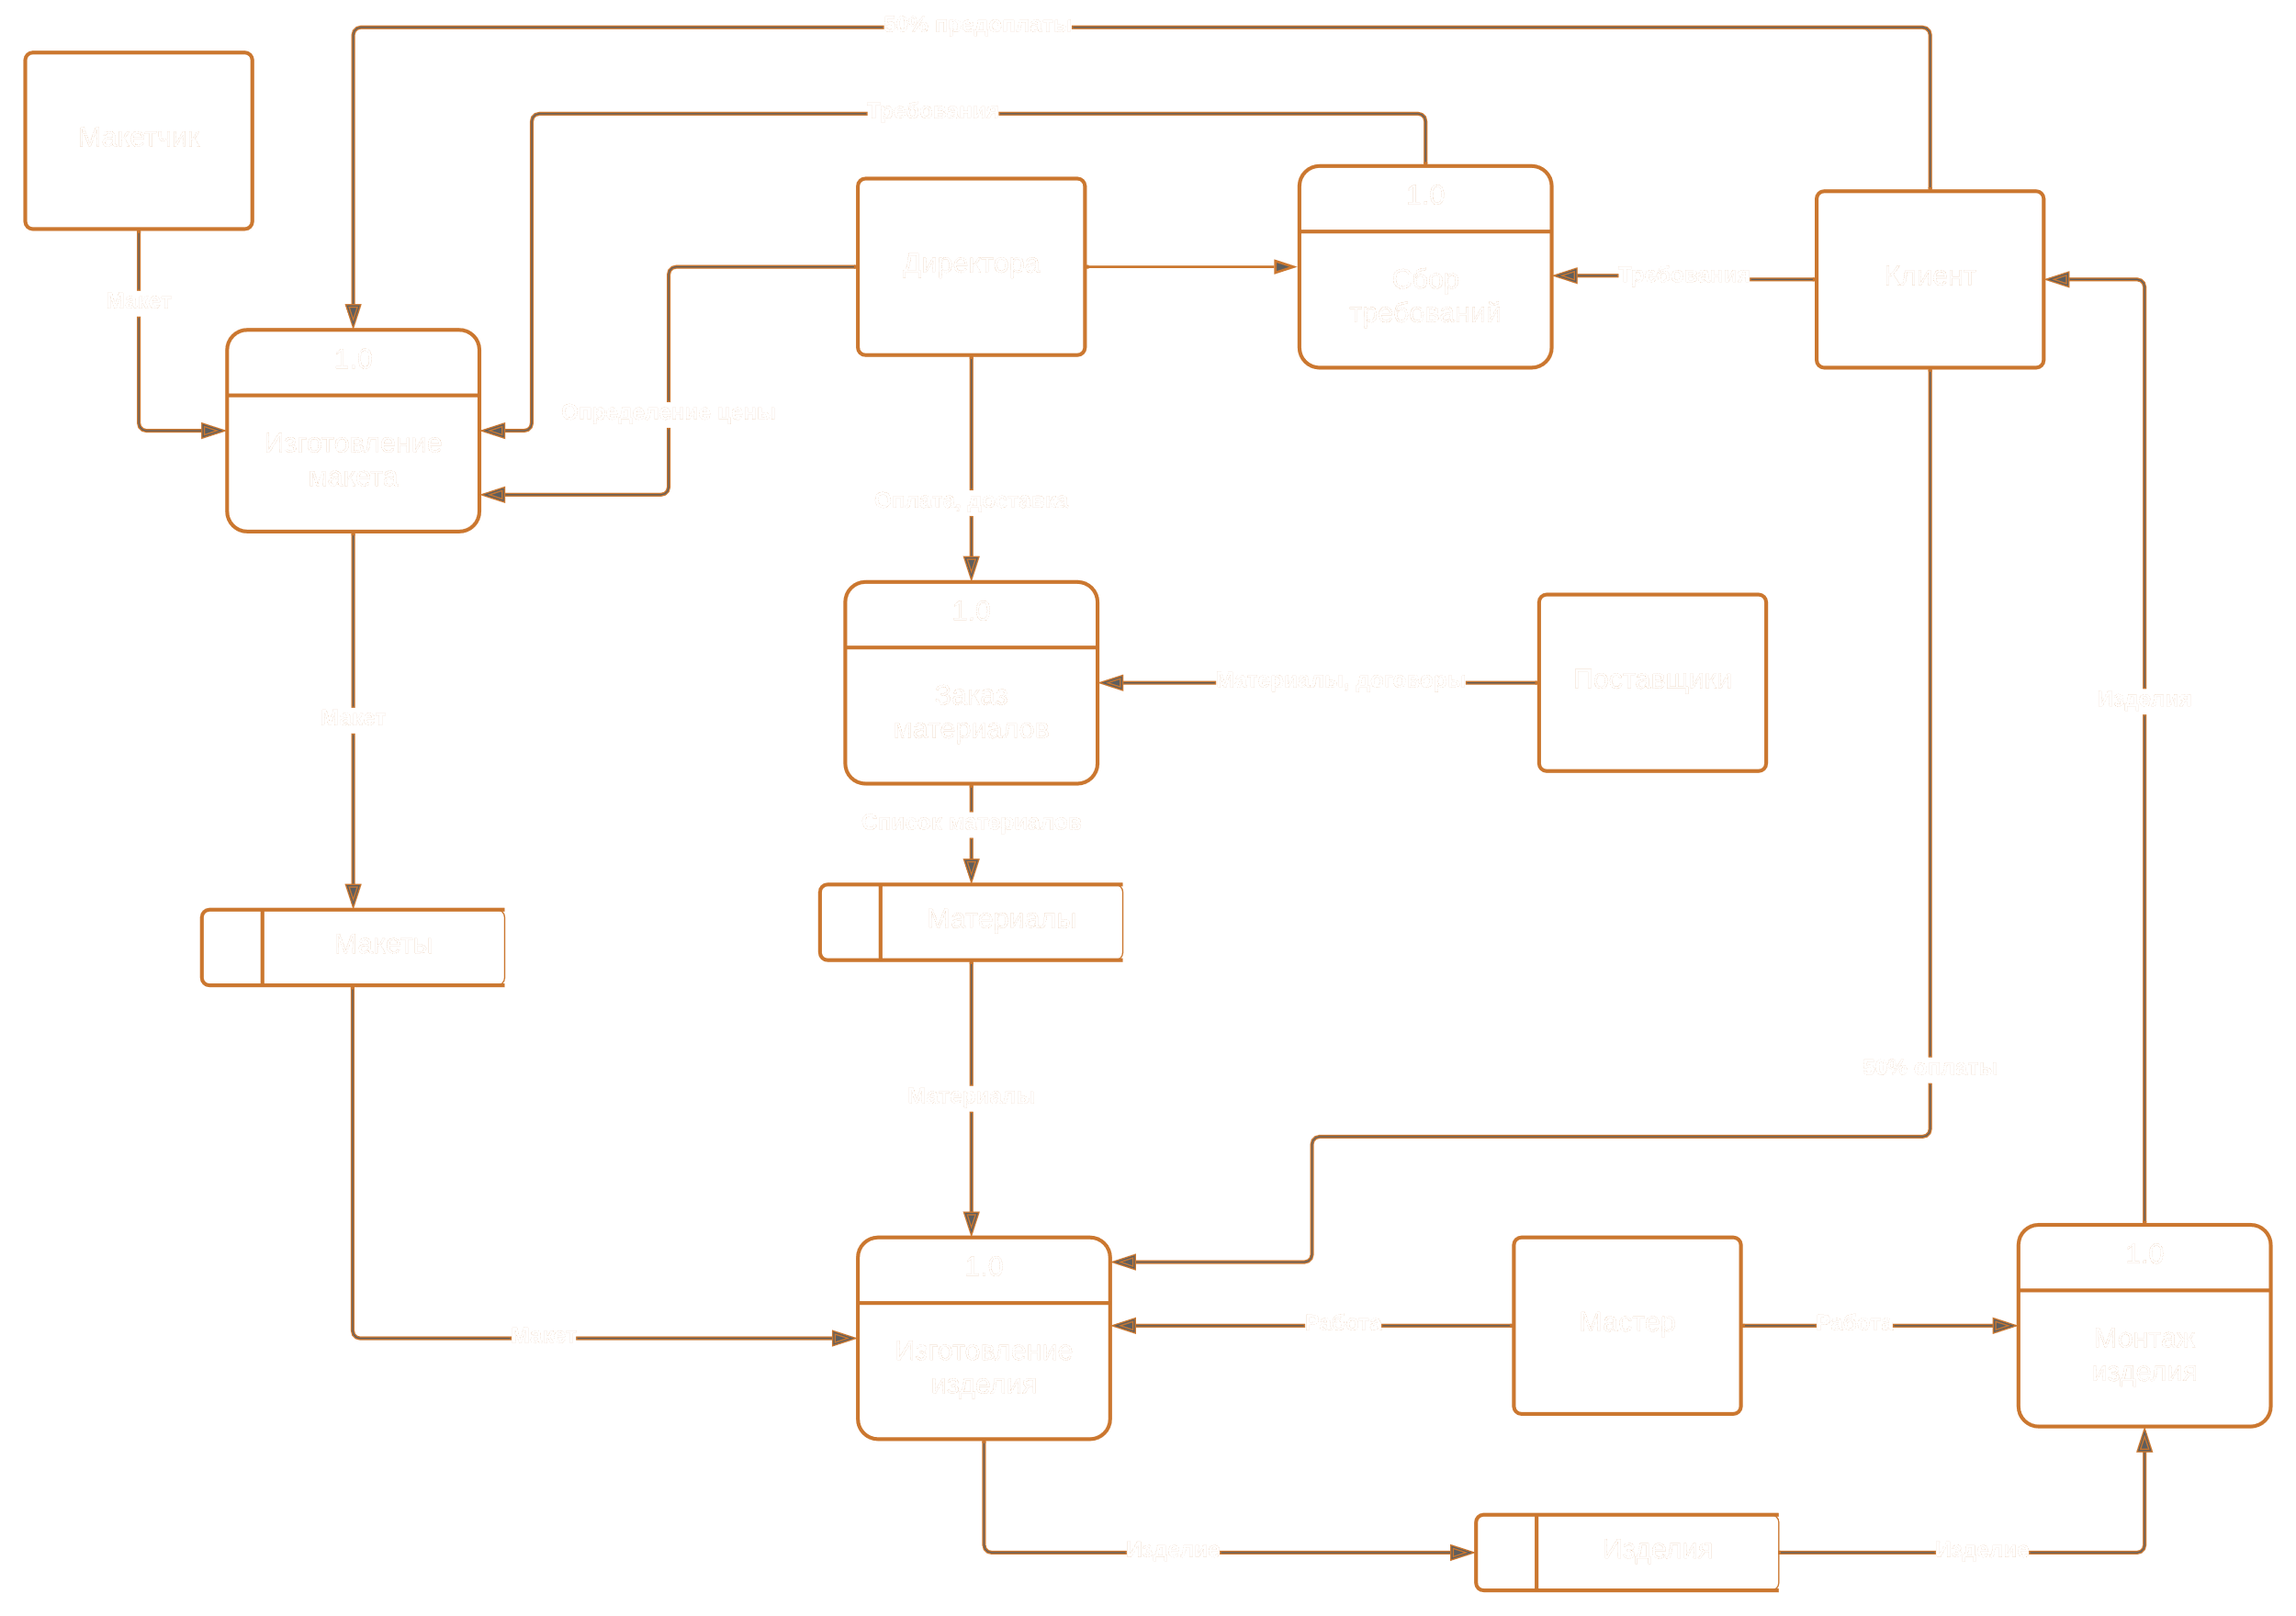 50% предоплаты
Требования
Макетчик
1.0
Директора
Сбор
требований
Требования
Клиент
Макет
1.0
Изготовление
макета
Определение цены
Оплата, доставка
1.0
Заказ
материалов
Материалы, договоры
Поставщики
Изделия
Макет
Список материалов
Материалы
Макеты
50% оплаты
Материалы
1.0
Изготовление
изделия
Макет
Работа
Мастер
Работа
1.0
Монтаж
изделия
Изделие
Изделия
Изделие